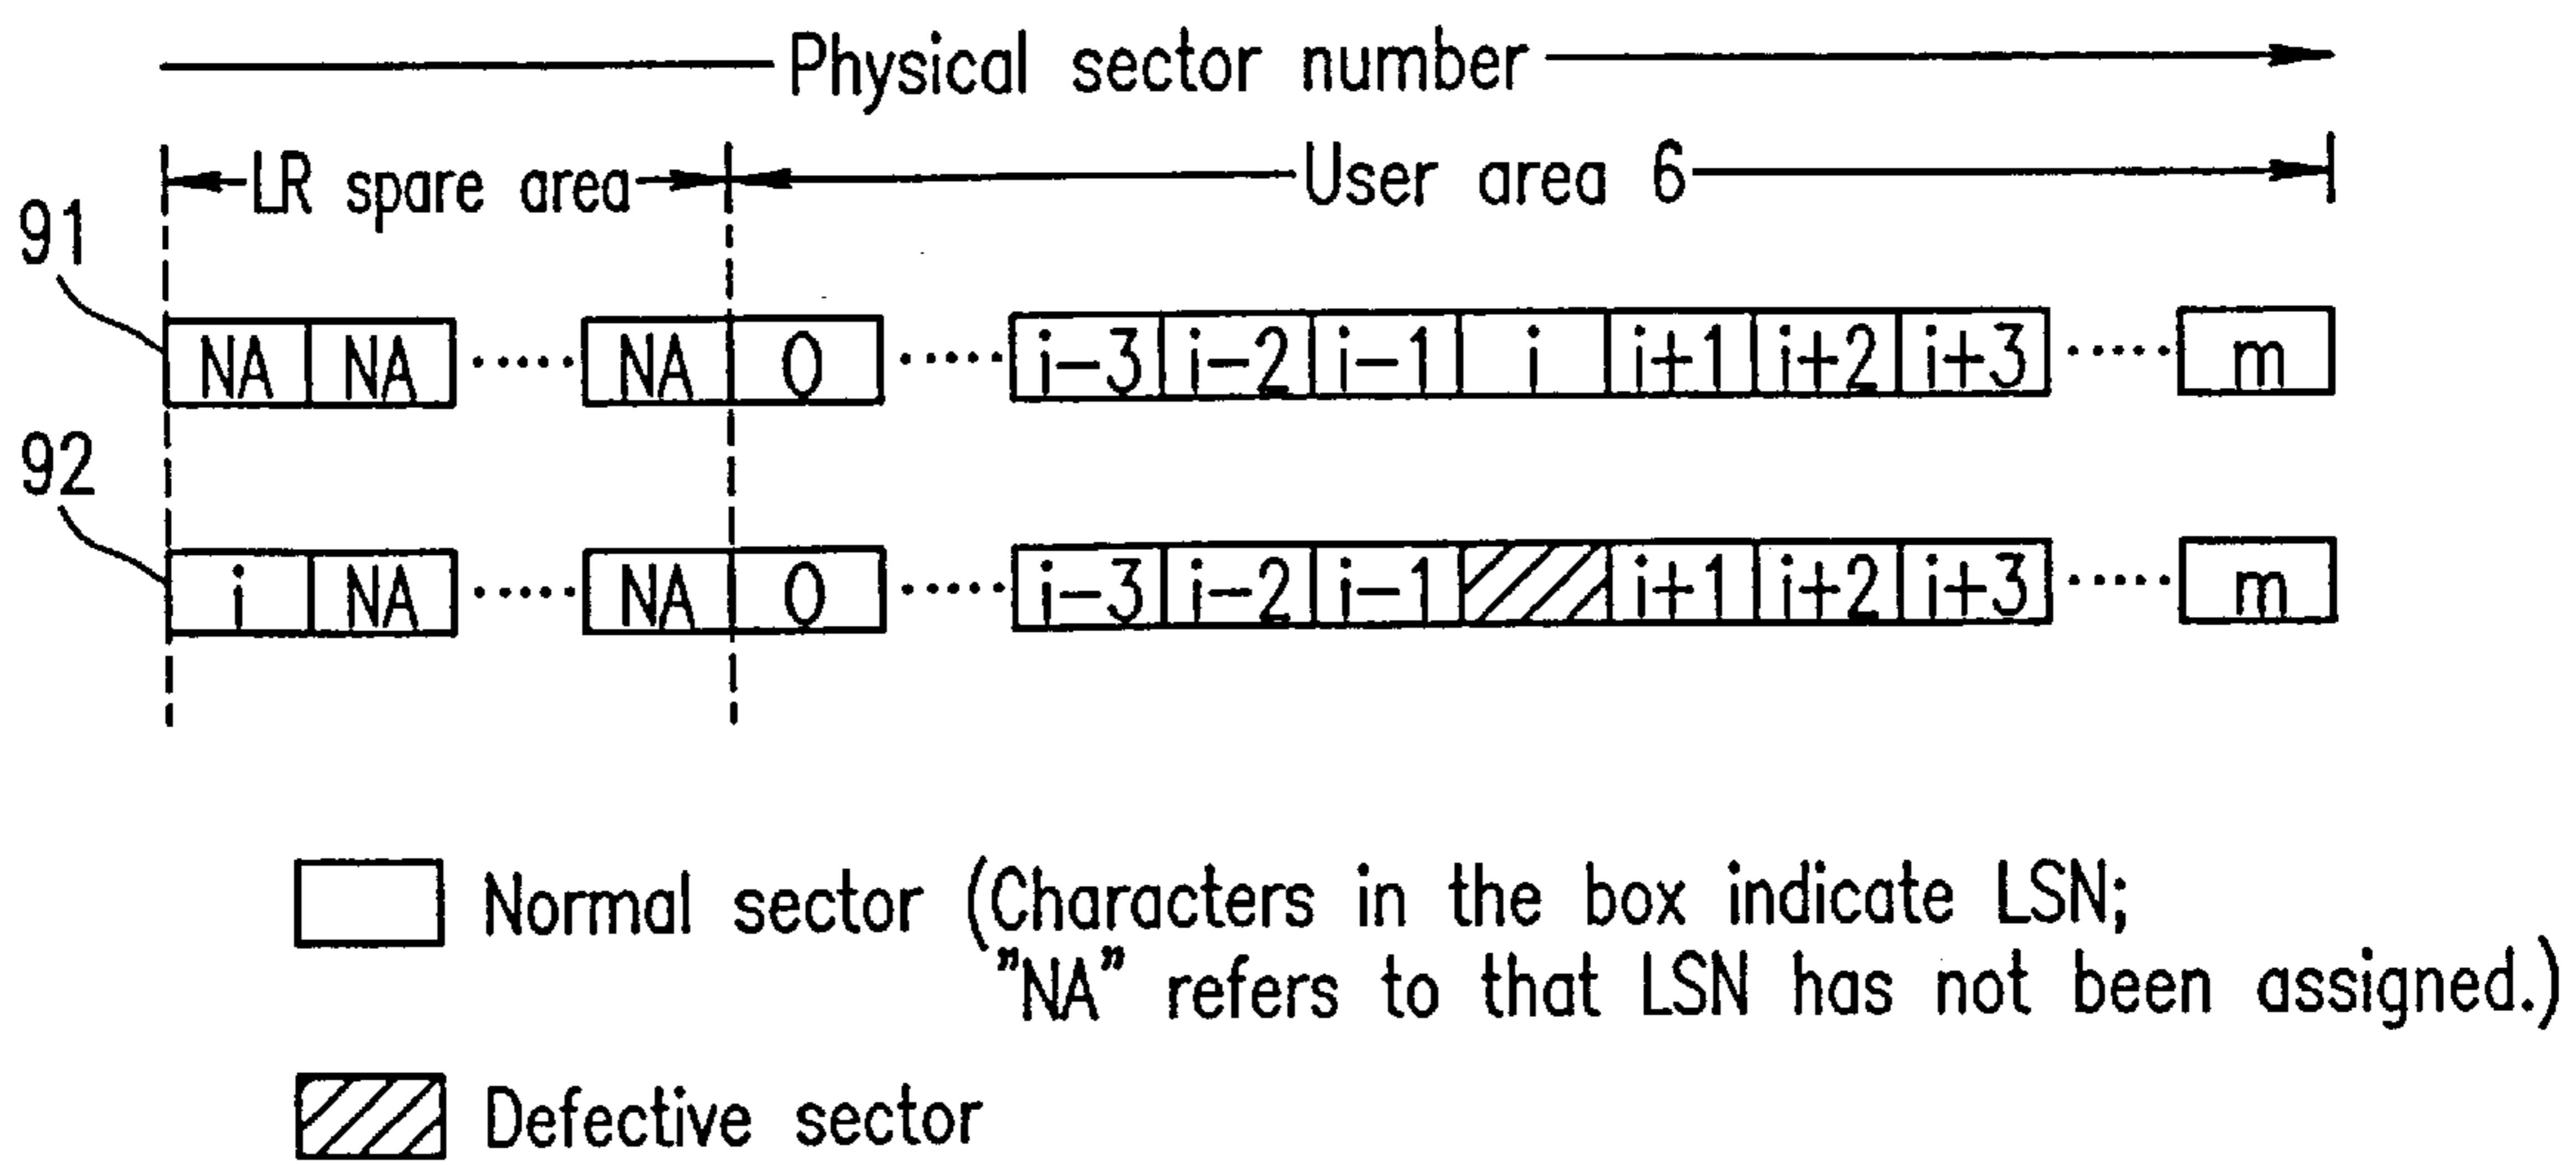 Physical sector number
LR spare area User area 6
91
NA NA ····· NA 0 ····· i-3 i-2 i-1 i i+1 i+2 i+3 ····· m
92
i NA ····· NA 0 ····· i-3 i-2 i-1 i+1 i+2 i+3 ····· m
Normal sector (Characters in the box indicate LSN;
"NA" refers to that LSN has not been assigned.)
Defective sector